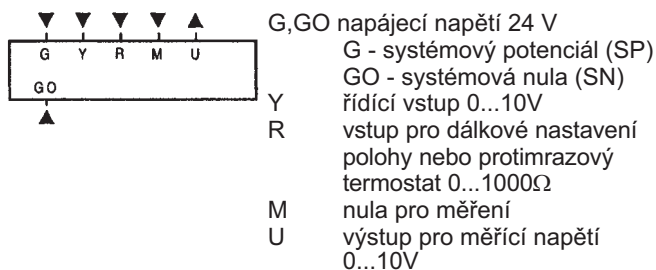 G Y R M U
GO
G,GO napájecí napětí 24 V
G - systémový potenciál (SP)
GO - systémová nula (SN)
Y řídící vstup 0...10V
R vstup pro dálkové nastavení
polohy nebo protimrazový
termostat 0...1000Ω
M nula pro měření
U výstup pro měřící napětí
0...10V